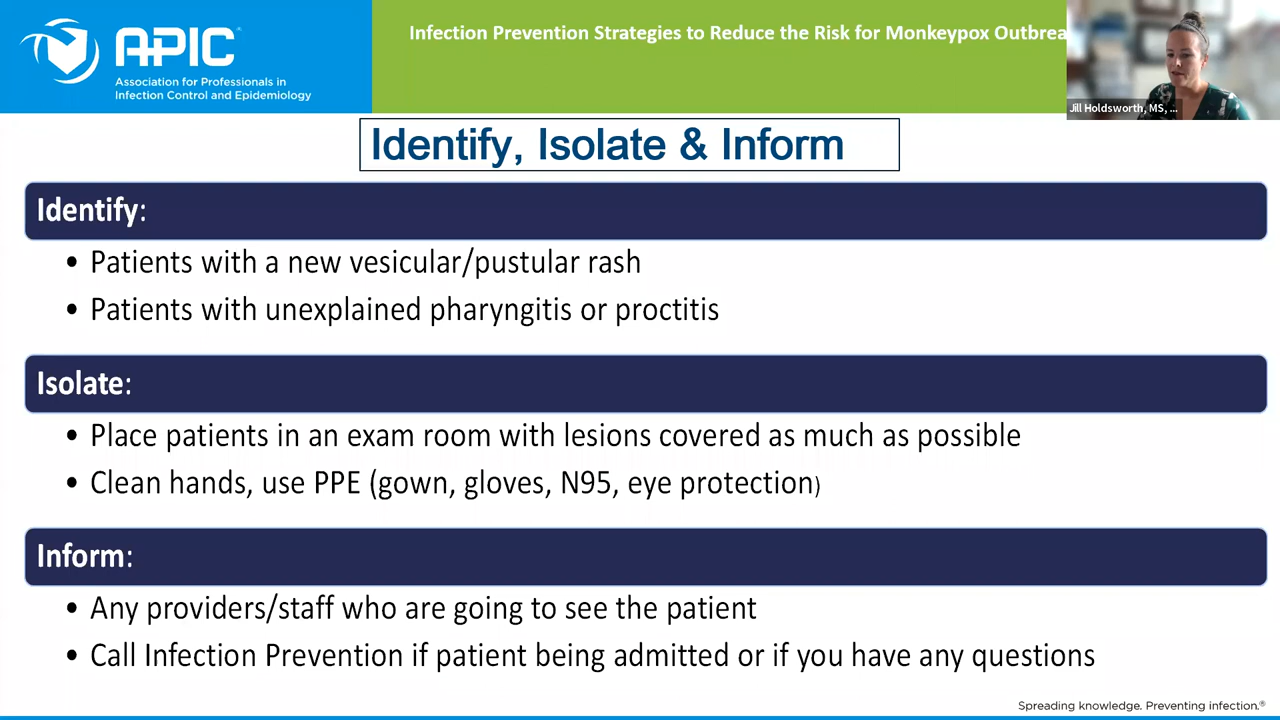 APIC®
Association for Professionals in
Infection Control and Epidemiology
Infection Prevention Strategies to Reduce the Risk for Monkeypox Outbrea
Jill Holdsworth, MS, ...
Identify, Isolate & Inform
Identify:
• Patients with a new vesicular/pustular rash
• Patients with unexplained pharyngitis or proctitis
Isolate:
• Place patients in an exam room with lesions covered as much as possible
• Clean hands, use PPE (gown, gloves, N95, eye protection)
Inform:
• Any providers/staff who are going to see the patient
• Call Infection Prevention if patient being admitted or if you have any questions
Spreading knowledge. Preventing infection.®